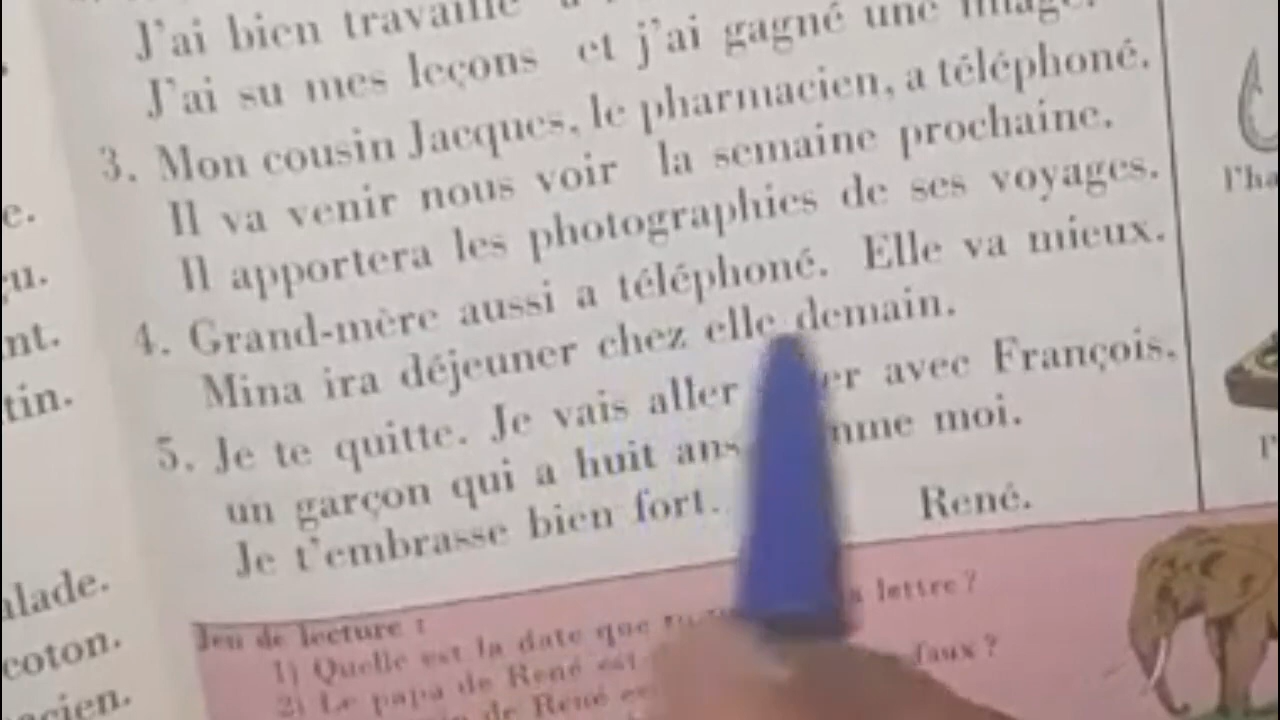 J'ai bien travaillé
J'ai su mes leçons et j'ai gagné une image.
3. Mon cousin Jacques, le pharmacien, a téléphoné.
Il va venir nous voir la semaine prochaine.
Il apportera les photographies de ses voyages.
4. Grand-mère aussi a téléphoné. Elle va mieux.
Mina ira déjeuner chez elle demain.
5. Je te quitte. Je vais aller er avec François,
un garçon qui a huit ans mme moi.
Je t'embrasse bien fort.
René.
Jeu de lecture :
1) Quelle est la date que lettre ?
2) Le papa de René est faux ?
de René
e.
çu.
nt.
tin.
alade.
coton.
acien.
l'ha